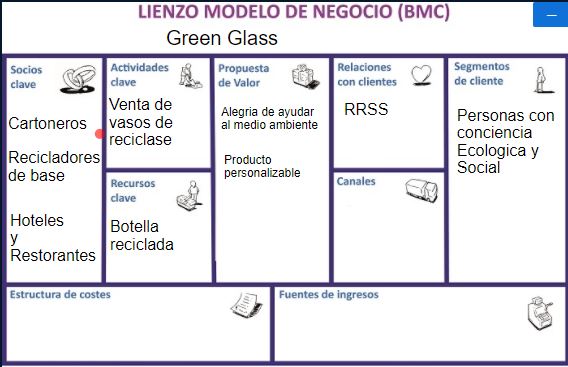 LIENZO MODELO DE NEGOCIO (BMC)
Green Glass
Socios
clave
Cartoneros
Recicladores
de base
Hoteles
y
Restorantes
Actividades
clave
Venta de
vasos de
reciclase
Recursos
clave
Botella
reciclada
Propuesta
de Valor
Alegria de ayudar
al medio ambiente
Producto
personalizable
Relaciones
con clientes
RRSS
Canales
Segmentos
de cliente
Personas con
conciencia
Ecologica y
Social
Estructura de costes
Fuentes de ingresos